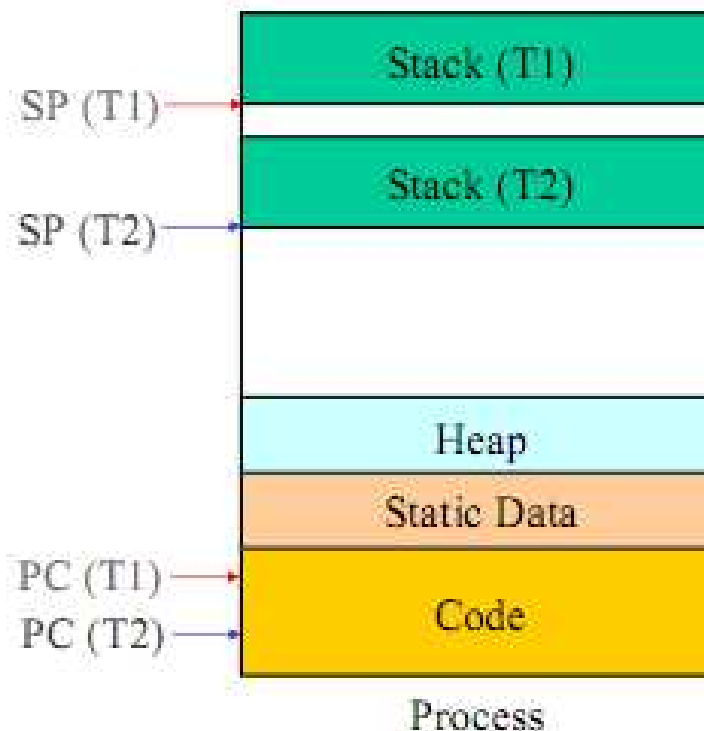 Stack (T1)
SP (T1)
Stack (T2)
SP (T2)
Heap
Static Data
PC (T1)
Code
PC (T2)
Process